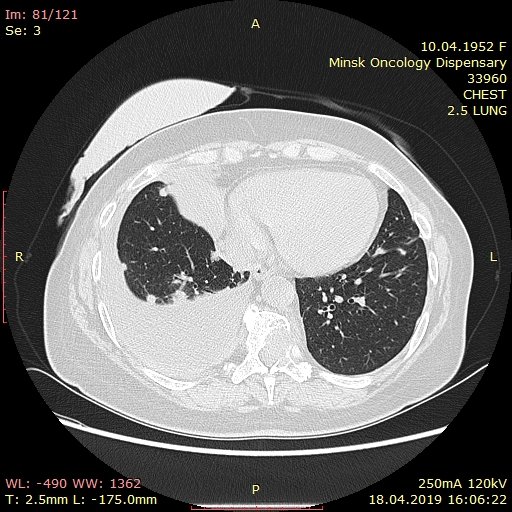 Im: 81/121
Se: 3
A
10.04.1952 F
Minsk Oncology Dispensary
33960
CHEST
2.5 LUNG
R
L
WL: -490 WW: 1362
T: 2.5mm L: -175.0mm
P
250mA 120kV
18.04.2019 16:06:22